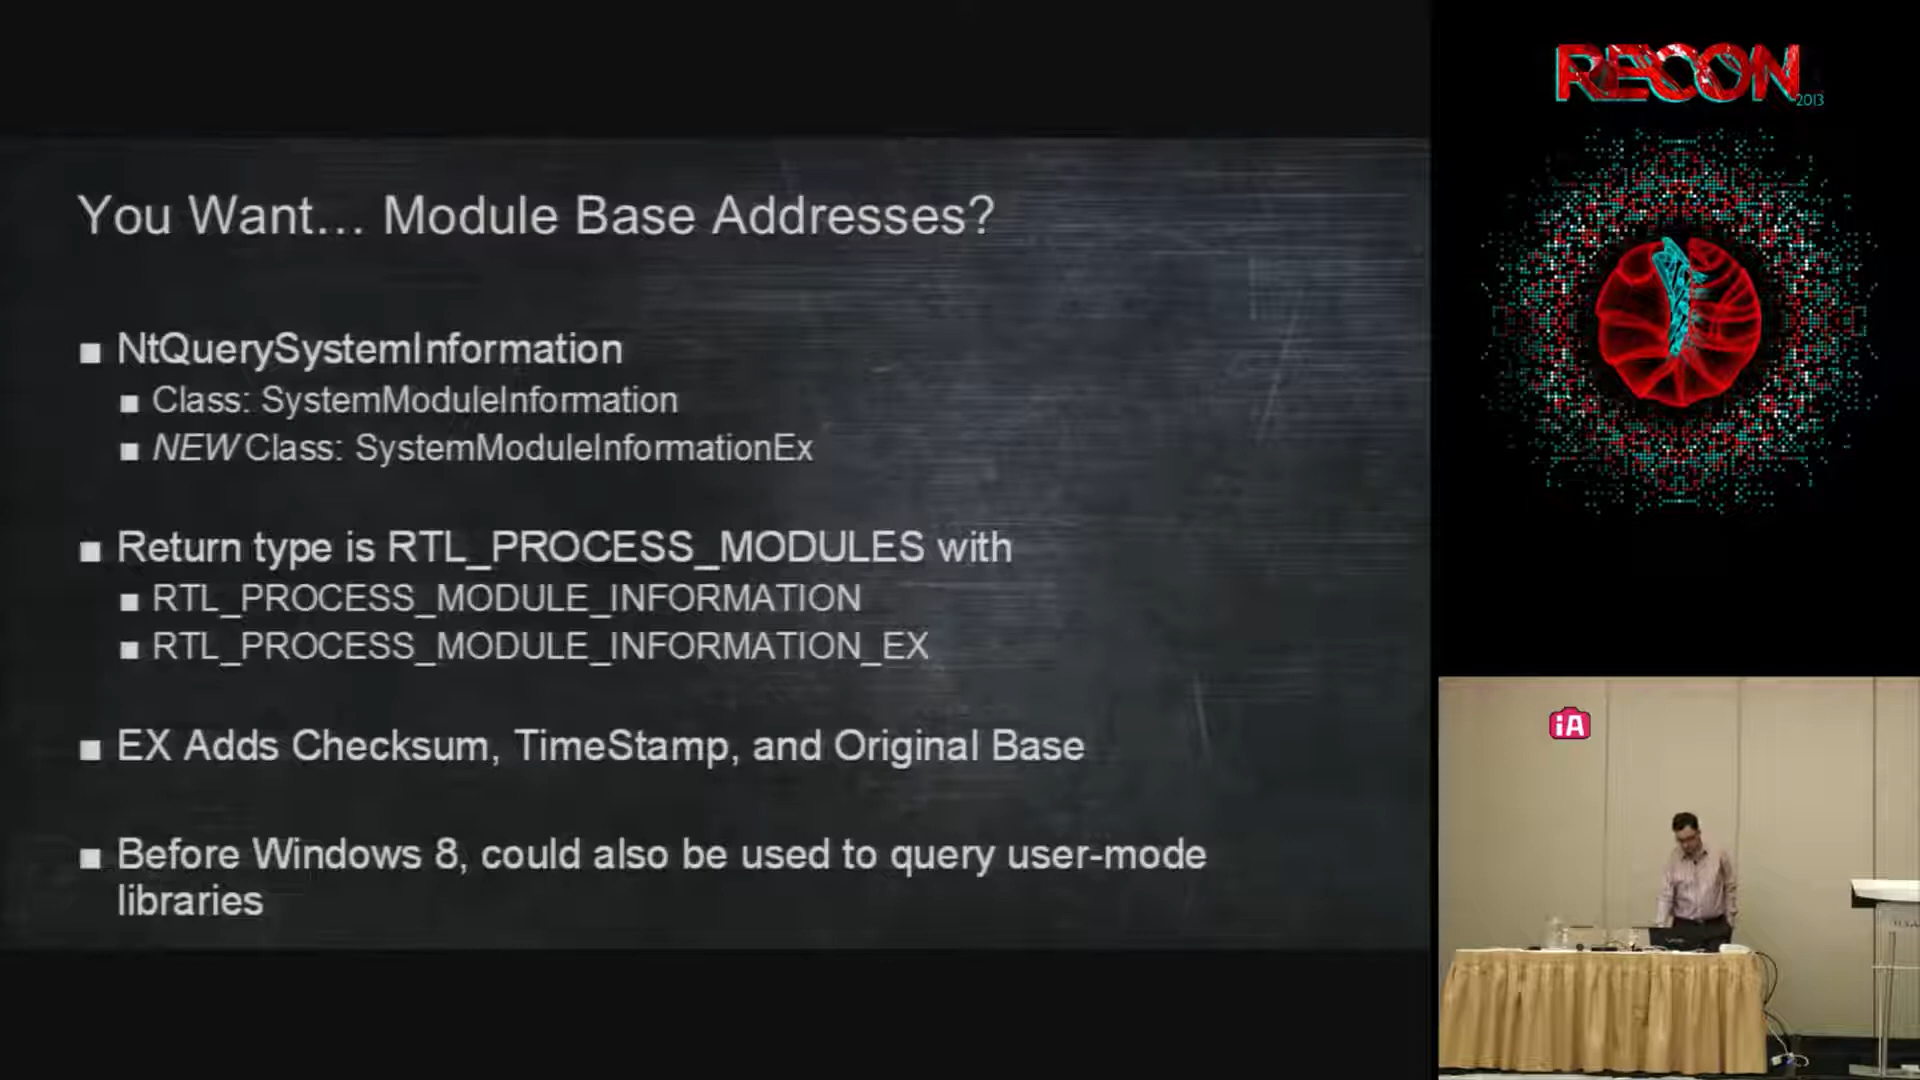 You Want… Module Base Addresses?
■ NtQuerySystemInformation
■ Class: SystemModuleInformation
■ NEW Class: SystemModuleInformationEx
■ Return type is RTL_PROCESS_MODULES with
■ RTL_PROCESS_MODULE_INFORMATION
■ RTL_PROCESS_MODULE_INFORMATION_EX
■ EX Adds Checksum, TimeStamp, and Original Base
■ Before Windows 8, could also be used to query user-mode
libraries
RECON
2013
iA